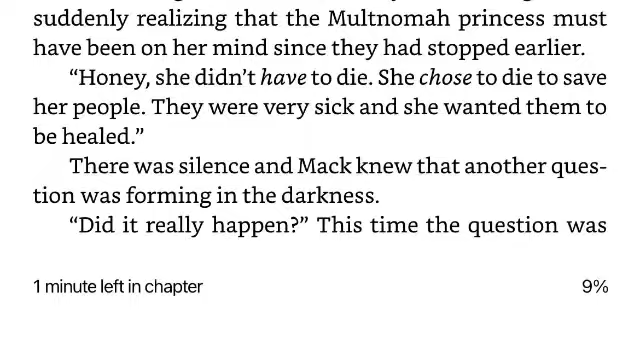 suddenly realizing that the Multnomah princess must
have been on her mind since they had stopped earlier.
“Honey, she didn’t have to die. She chose to die to save
her people. They were very sick and she wanted them to
be healed.”
There was silence and Mack knew that another ques-
tion was forming in the darkness.
“Did it really happen?” This time the question was
1 minute left in chapter
9%